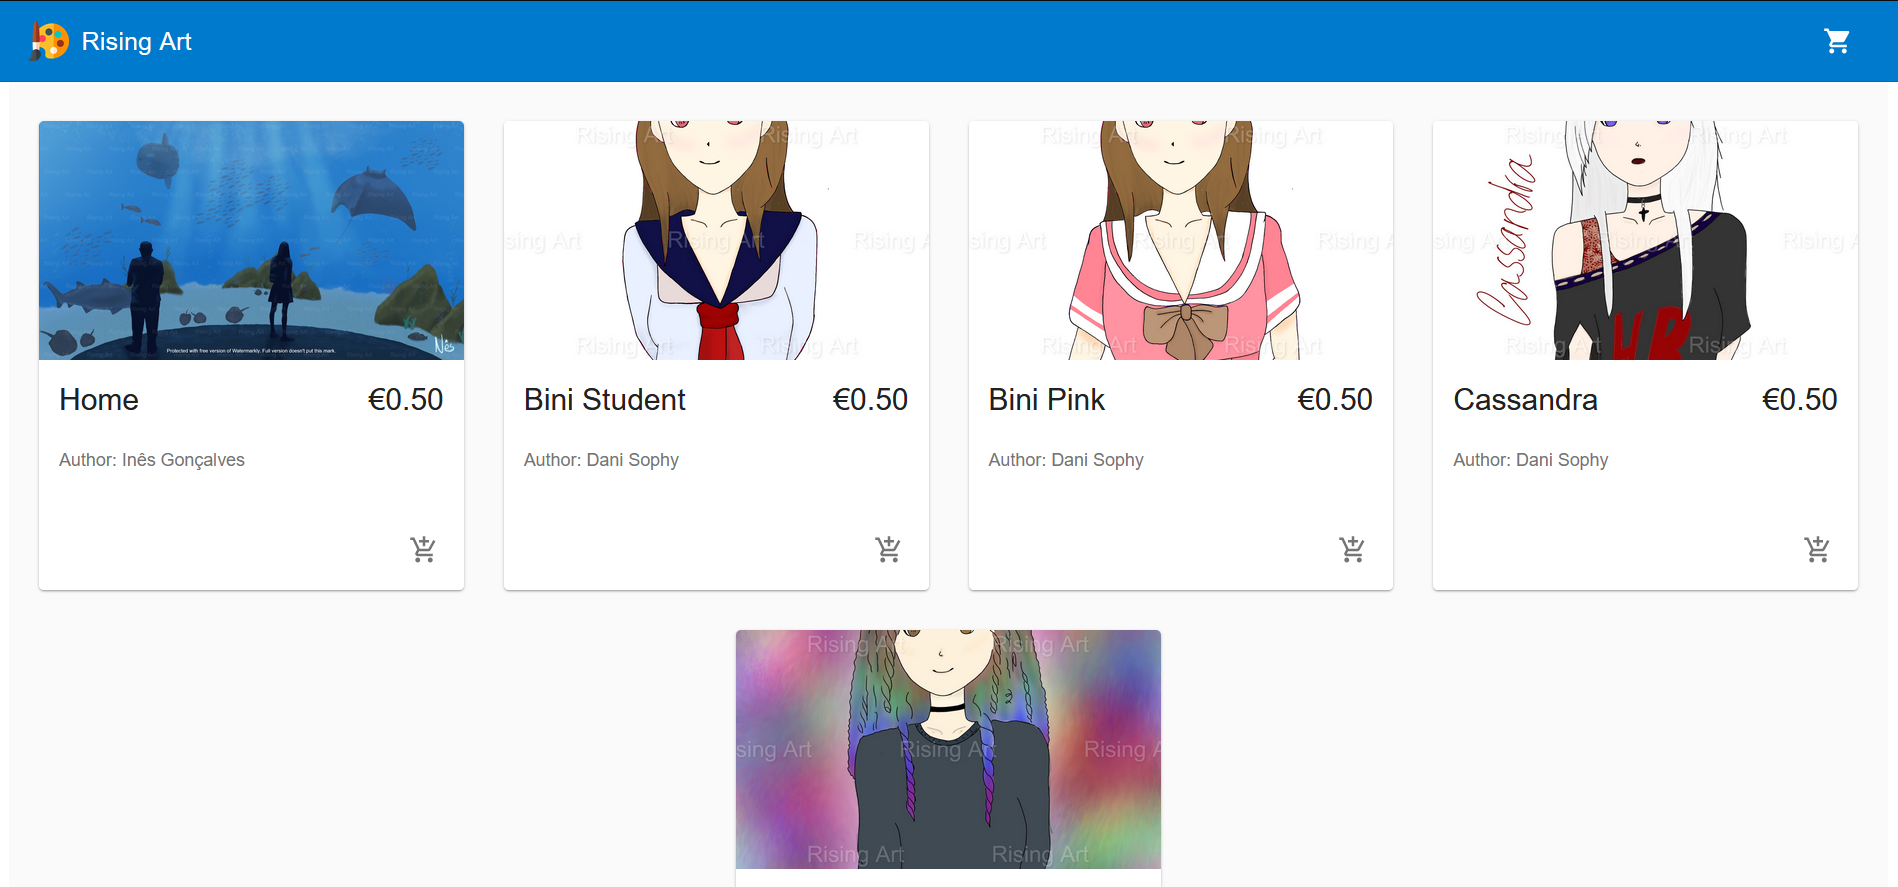 Rising Art
Rising Art Rising Art
sing Art Rising Art Rising A
Rising Art Rising Art
Rising Art Rising Art
sing Art Rising Art Rising A
Rising Art Rising Art
Cassandra
Rising Art Rising Art
sing Art Rising Art Rising A
Rising Art Rising Art
Protected with free version of Watermarkly. Full version doesn't put this mark.
Nês
Home €0.50
Author: Inês Gonçalves
Bini Student €0.50
Author: Dani Sophy
Bini Pink €0.50
Author: Dani Sophy
Cassandra €0.50
Author: Dani Sophy
Rising Art Rising Art
sing Art Rising Art Rising A
Rising Art Rising Art